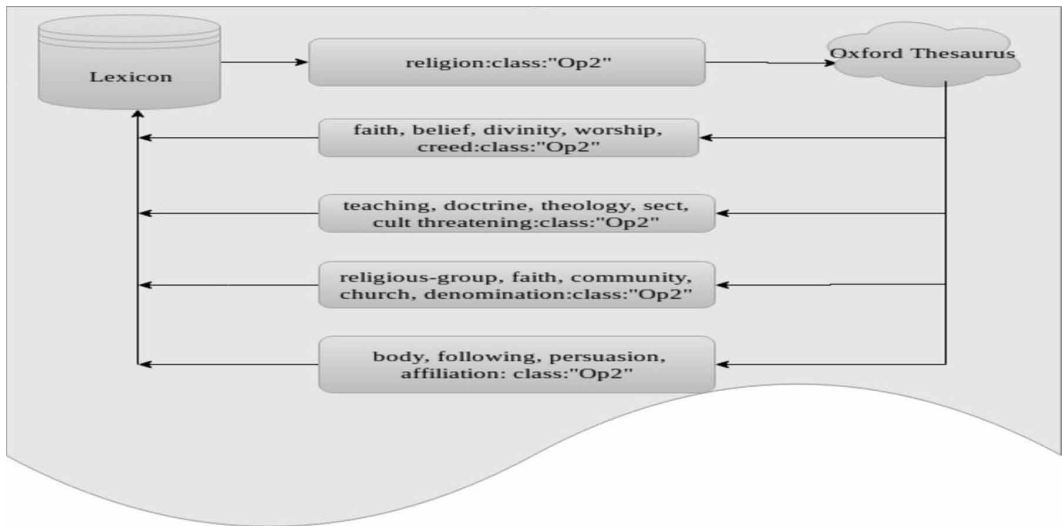 Lexicon
religion:class:"Op2"
Oxford Thesaurus
faith, belief, divinity, worship,
creed:class:"Op2"
teaching, doctrine, theology, sect,
cult threatening:class:"Op2"
religious-group, faith, community,
church, denomination:class:"Op2"
body, following, persuasion,
affiliation: class:"Op2"